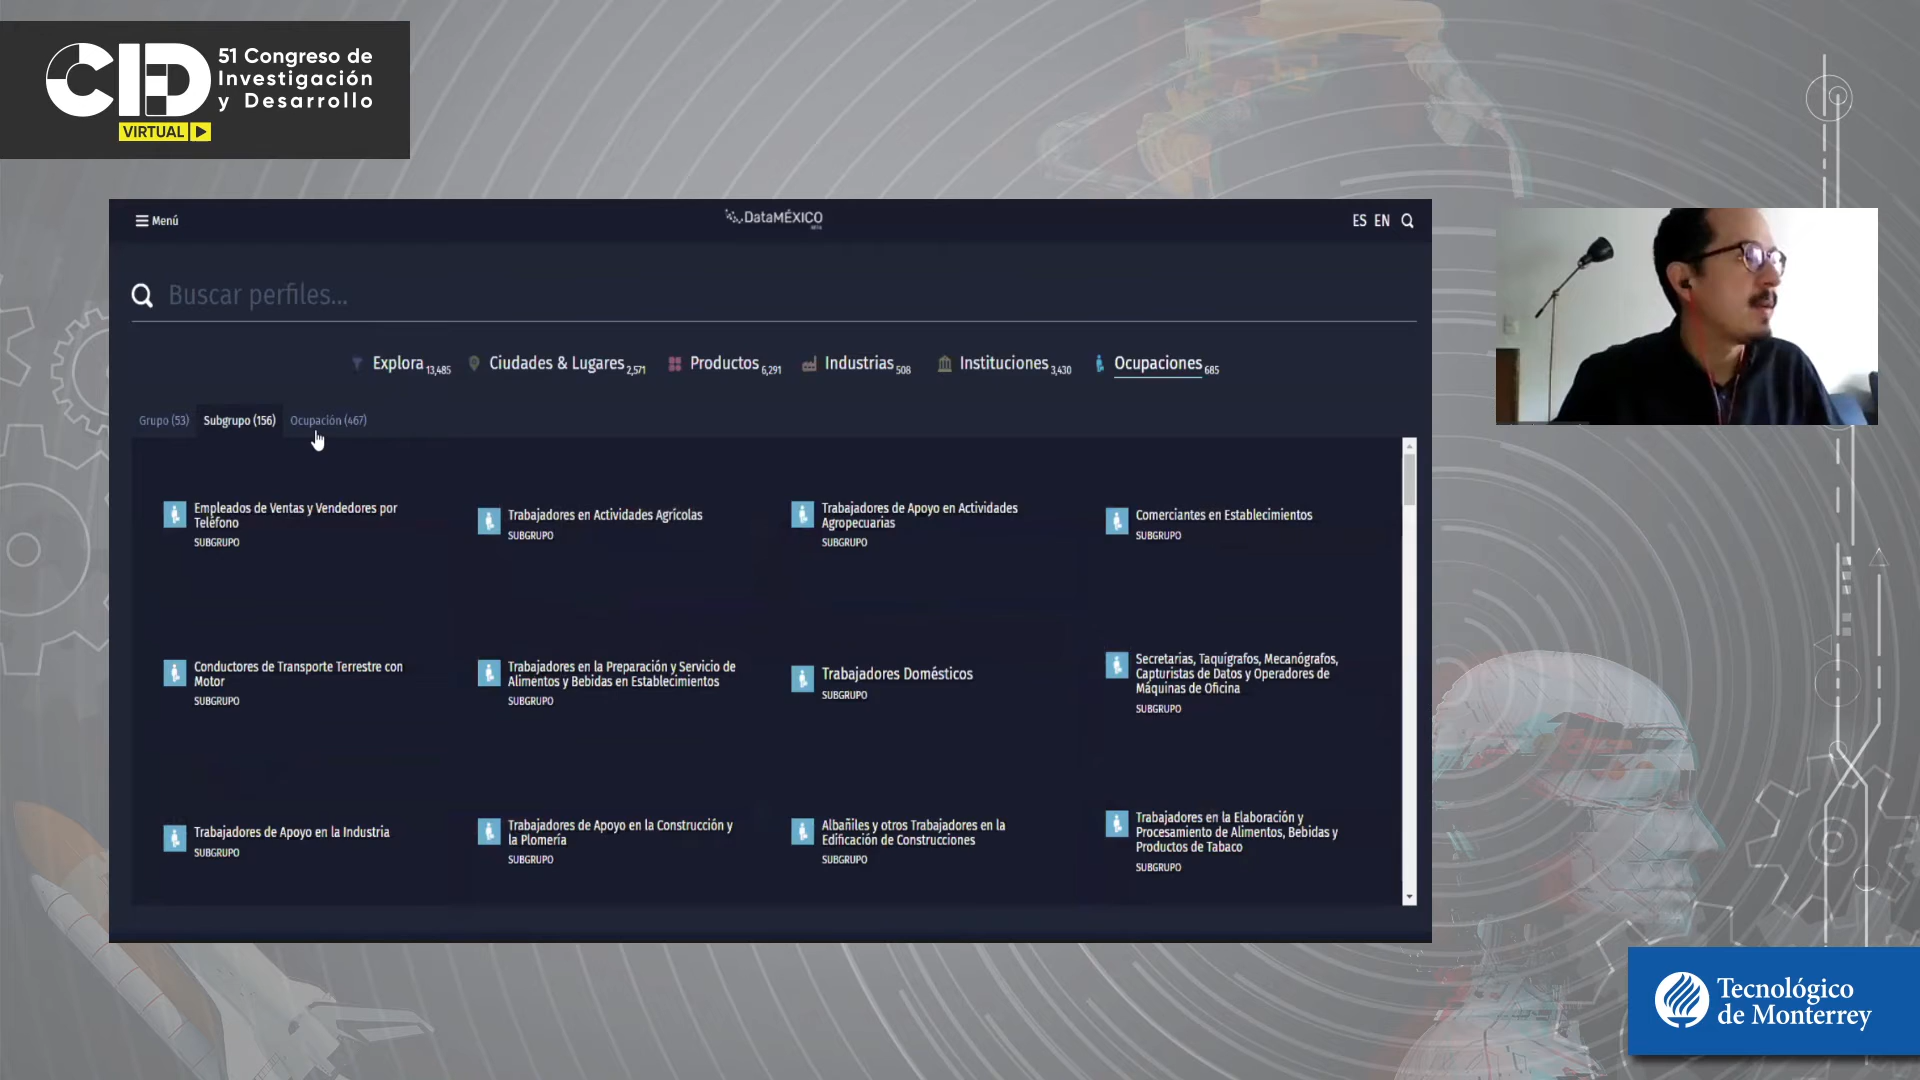 CID
51 Congreso de
Investigación
y Desarrollo
VIRTUAL
Menú
DataMÉXICO
ES EN
Buscar perfiles...
Explora 13,485
Ciudades & Lugares 2,571
Productos 6,291
Industrias 508
Instituciones 3,430
Ocupaciones 685
Grupo (53)
Subgrupo (156)
Ocupación (467)
Empleados de Ventas y Vendedores por
Teléfono
SUBGRUPO
Trabajadores en Actividades Agrícolas
SUBGRUPO
Trabajadores de Apoyo en Actividades
Agropecuarias
SUBGRUPO
Comerciantes en Establecimientos
SUBGRUPO
Conductores de Transporte Terrestre con
Motor
SUBGRUPO
Trabajadores en la Preparación y Servicio de
Alimentos y Bebidas en Establecimientos
SUBGRUPO
Trabajadores Domésticos
SUBGRUPO
Secretarias, Taquígrafos, Mecanógrafos,
Capturistas de Datos y Operadores de
Máquinas de Oficina
SUBGRUPO
Trabajadores de Apoyo en la Industria
SUBGRUPO
Trabajadores de Apoyo en la Construcción y
la Plomería
SUBGRUPO
Albañiles y otros Trabajadores en la
Edificación de Construcciones
SUBGRUPO
Trabajadores en la Elaboración y
Procesamiento de Alimentos, Bebidas y
Productos de Tabaco
SUBGRUPO
Tecnológico
de Monterrey